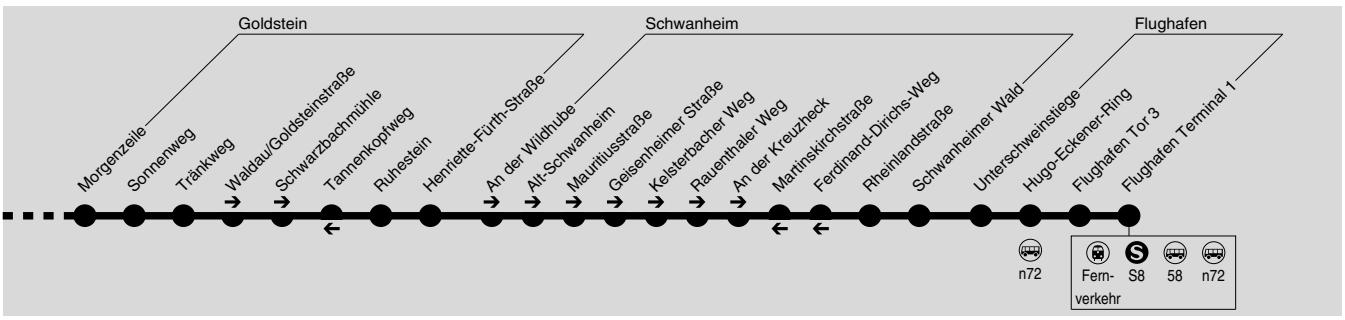 Goldstein
Schwanheim
Flughafen
Morgenzeile
Sonnenweg
Tränkweg
Waldau/Goldsteinstraße
Schwarzbachmühle
Tannenkopfweg
Ruhestein
Henriette-Fürth-Straße
An der Wildhube
Alt-Schwanheim
Mauritiusstraße
Geisenheimer Straße
Kelsterbacher Weg
Rauenthaler Weg
An der Kreuzheck
Martinskirchstraße
Ferdinand-Dirichs-Weg
Rheinlandstraße
Schwanheimer Wald
Unterschweinstiege
Hugo-Eckener-Ring
Flughafen Tor 3
Flughafen Terminal 1
n72
S
Fern-
verkehr
S8
58
n72